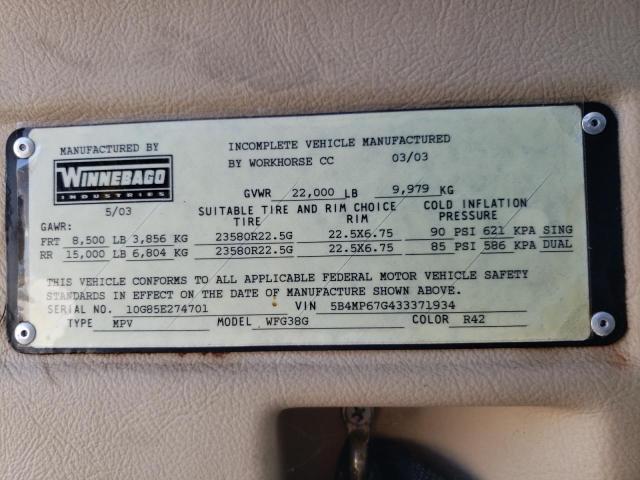 MANUFACTURED BY
WINNEBAGO
INDUSTRIES
5/03
INCOMPLETE VEHICLE MANUFACTURED
BY WORKHORSE CC 03/03
GVWR 22,000 LB 9,979 KG
SUITABLE TIRE AND RIM CHOICE COLD INFLATION
GAWR: TIRE RIM PRESSURE
FRT 8,500 LB 3,856 KG 23580R22.5G 22.5X6.75 90 PSI 621 KPA SING
RR 15,000 LB 6,804 KG 23580R22.5G 22.5X6.75 85 PSI 586 KPA DUAL
THIS VEHICLE CONFORMS TO ALL APPLICABLE FEDERAL MOTOR VEHICLE SAFETY
STANDARDS IN EFFECT ON THE DATE OF MANUFACTURE SHOWN ABOVE.
SERIAL NO. 10G85E274701 VIN 5B4MP67G433371934
TYPE MPV MODEL WFG38G COLOR R42